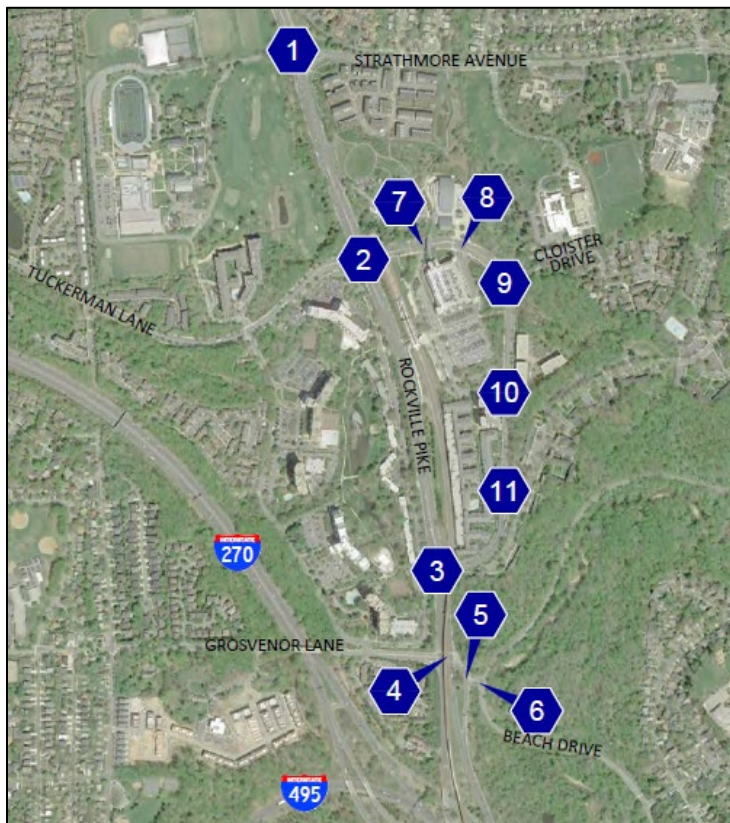 1
STRATHMORE AVENUE
7
8
2
9
CLOISTER
DRIVE
TUCKERMAN LANE
ROCKVILLE PIKE
10
11
INTERSTATE
270
3
5
GROSVENOR LANE
4
6
BEACH DRIVE
INTERSTATE
495